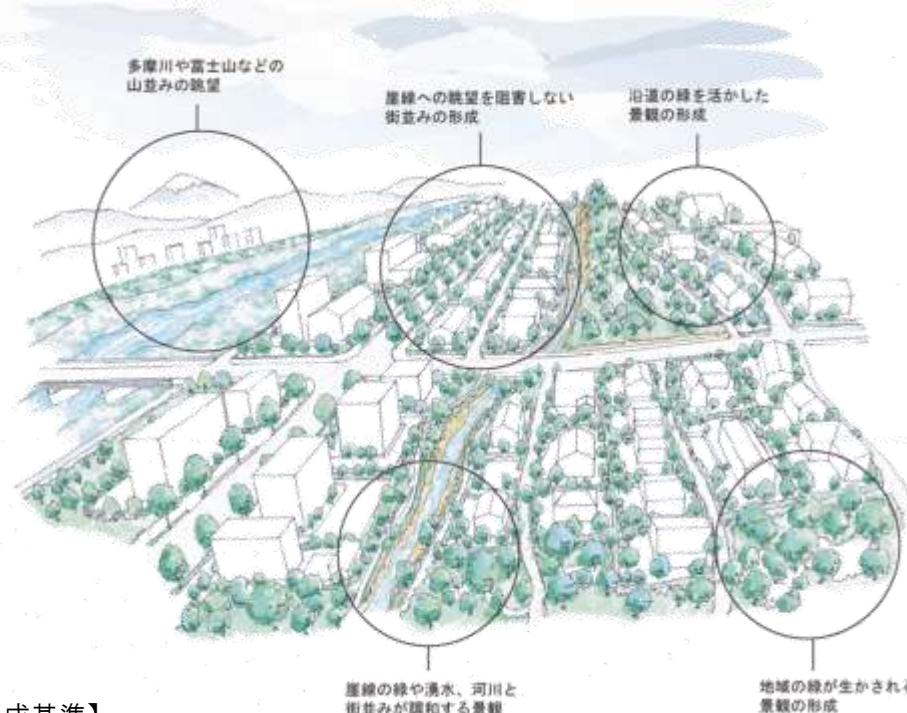 多摩川や富士山などの
山並みの眺望
崖線への眺望を阻害しない
街並みの形成
沿道の緑を活かした
景観の形成
崖線の緑や湧水、河川と
街並みが調和する景観
地域の緑が生かされる
景観の形成
成基準】